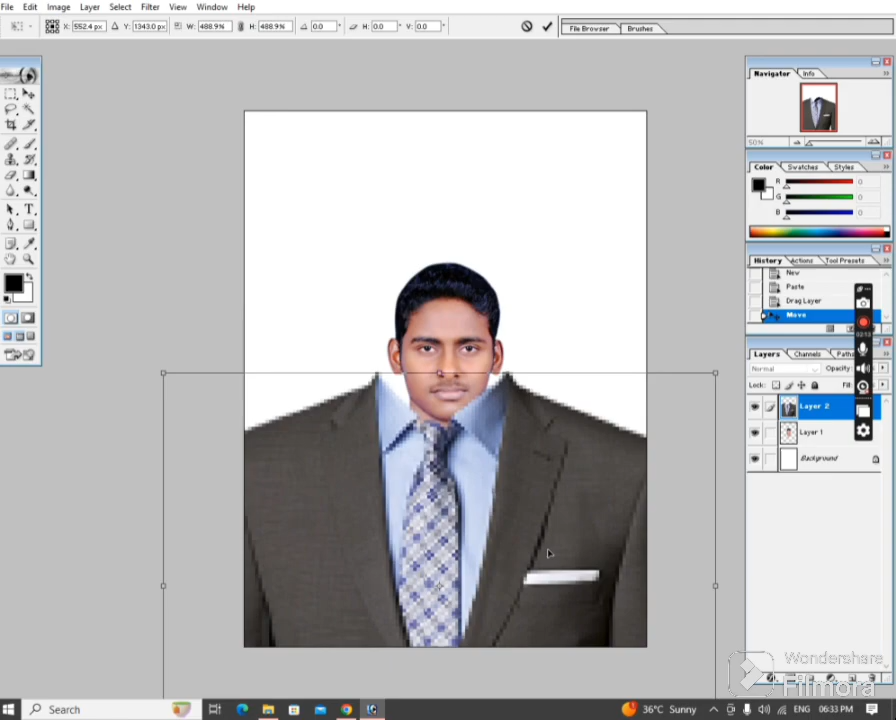 File Edit Image Layer Select Filter View Window Help
X: 552.4 px Y: 1343.0 px W: 488.9% H: 488.9% 0.0 ° H: 0.0 ° V: 0.0 °
File Browser Brushes
Navigator Info
50%
Color Swatches Styles
R 0
G 0
B 0
History Actions Tool Presets
New
Paste
Drag Layer
Move
Layers Channels Paths
Normal Opacity:
Lock: Fill:
Layer 2
Layer 1
Background
Wondershare
Filmora
Search
36°C Sunny ENG 06:33 PM